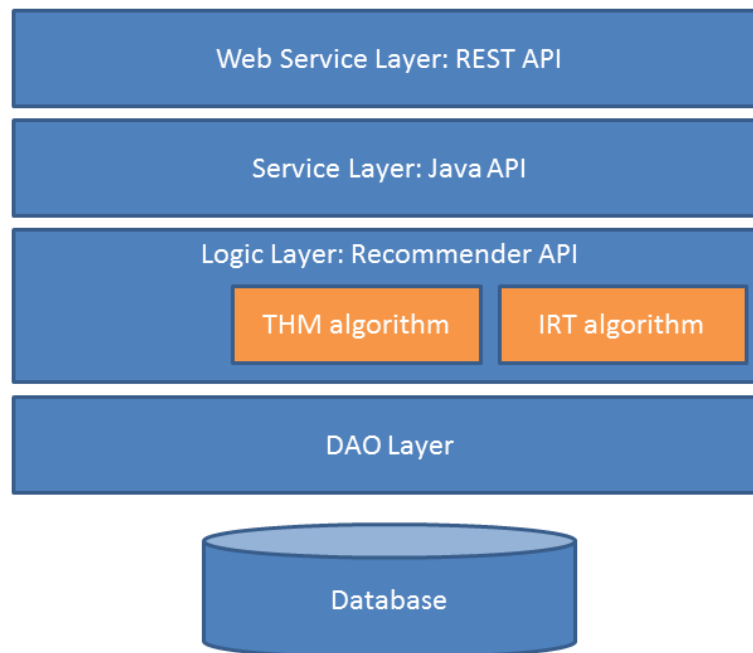 Web Service Layer: REST API
Service Layer: Java API
Logic Layer: Recommender API
THM algorithm
IRT algorithm
DAO Layer
Database